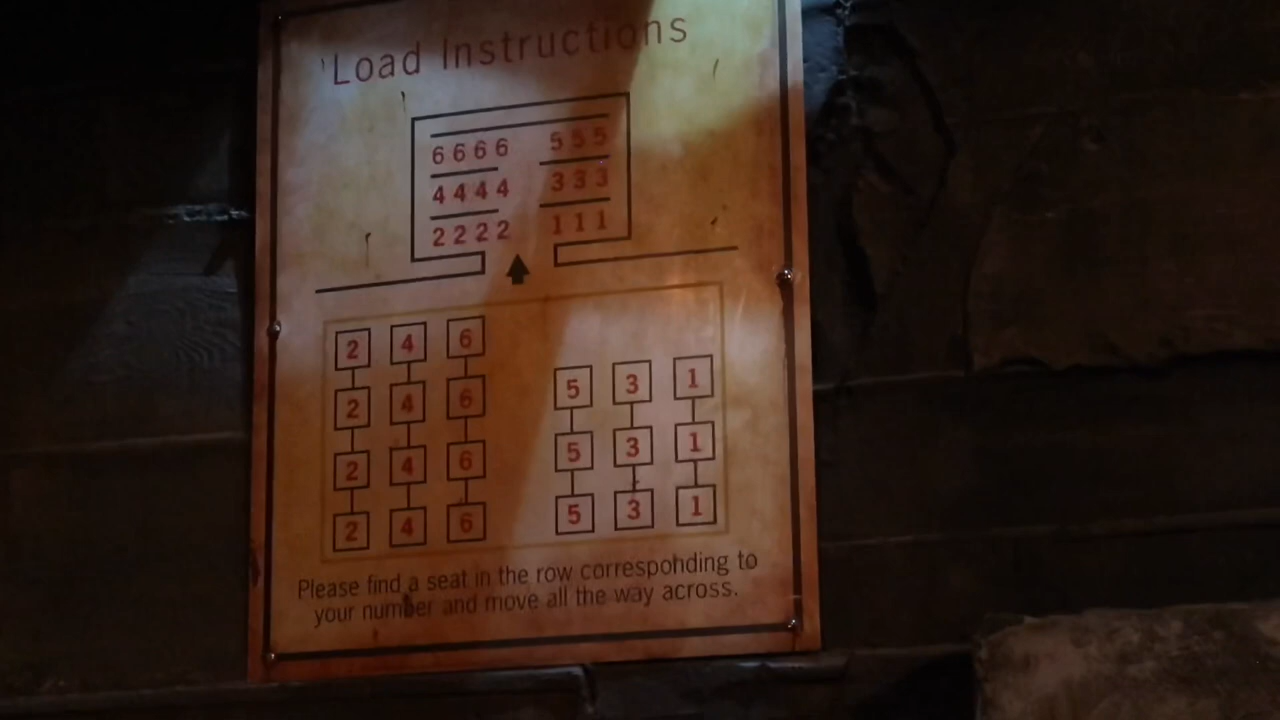 Load Instructions
6 6 6 6 5 5 5
4 4 4 4 3 3 3
2 2 2 2 1 1 1
2 4 6 5 3 1
2 4 6 5 3 1
2 4 6 5 3 1
2 4 6
Please find a seat in the row corresponding to
your number and move all the way across.